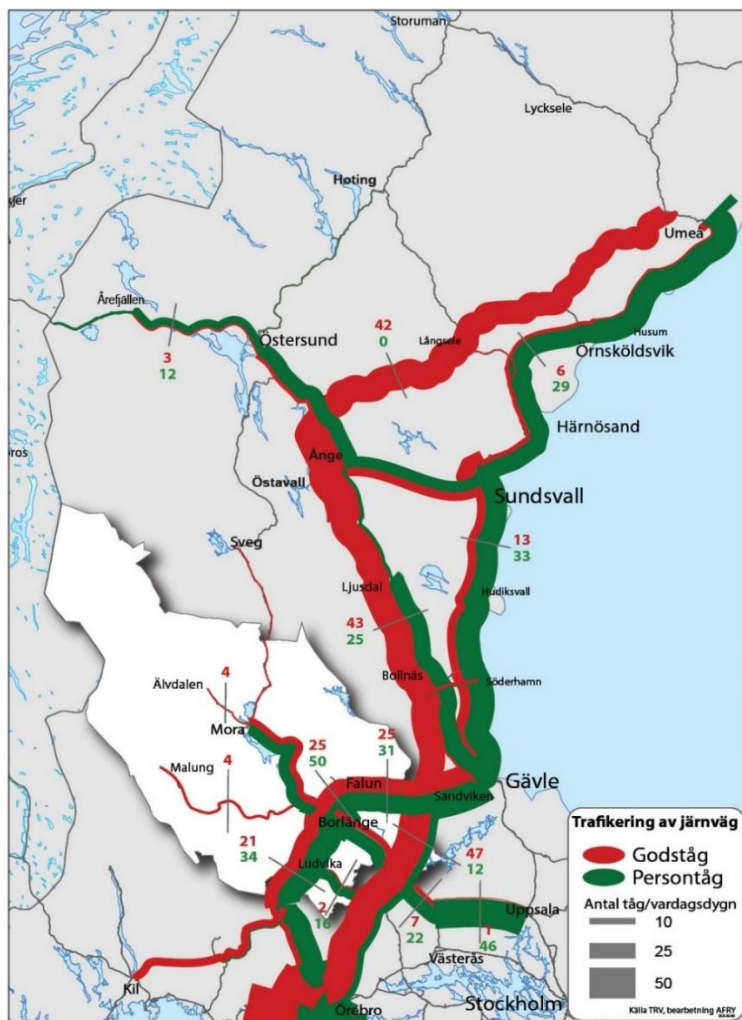 Storuman
Lycksele
Hoting
Umeå
Årefjällen
Östersund
42
0
Långsele
Husum
Örnsköldsvik
3
12
6
29
Härnösand
Ånge
Östavall
Sundsvall
Sveg
13
33
Ljusdal
Hudiksvall
43
25
Bollnäs
Söderhamn
Älvdalen
4
Mora
25
50
25
31
Malung
4
Falun
Gävle
Sandviken
Borlänge
21
34
Ludvika
47
12
2
16
7
22
Uppsala
1
46
Västerås
Kil
Örebro
Stockholm
Trafikering av järnväg
Godståg
Persontåg
Antal tåg/vardagsdygn
10
25
50
Källa TRV, bearbetning AFRY